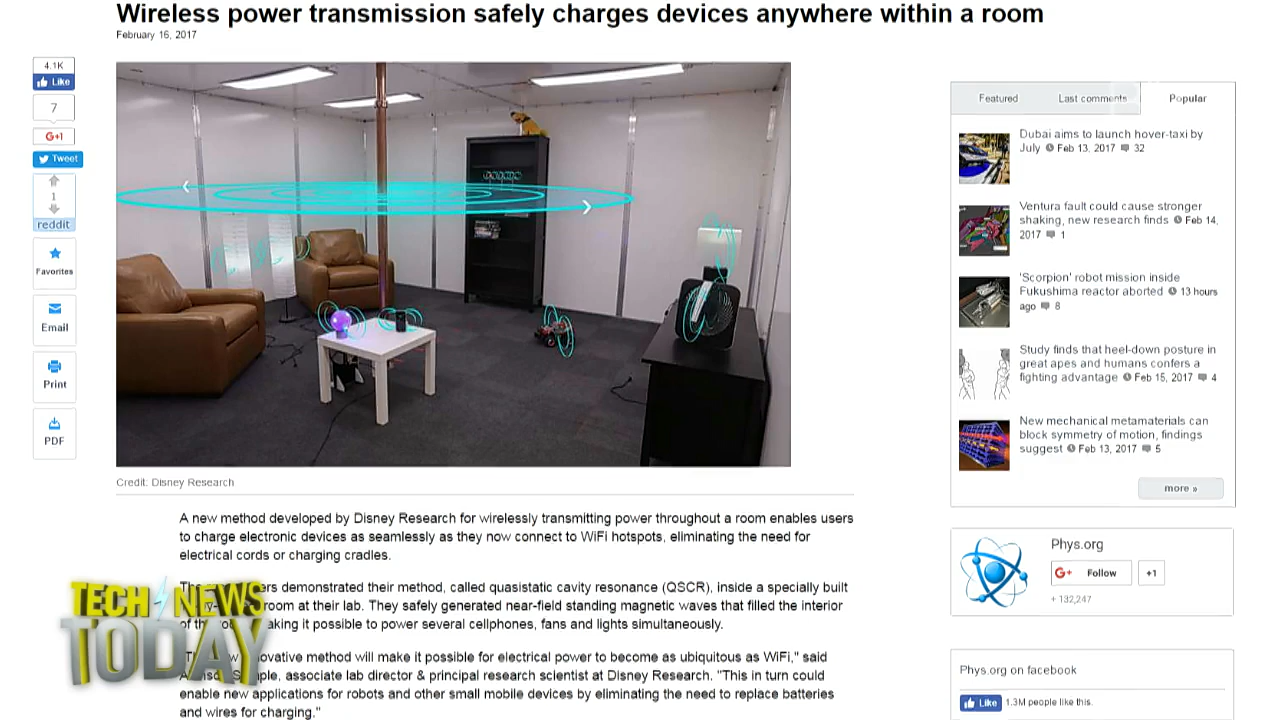 Wireless power transmission safely charges devices anywhere within a room
February 16, 2017
4.1K
Like
7
G+1
Tweet
1
reddit
Favorites
Email
Print
PDF
Credit: Disney Research
A new method developed by Disney Research for wirelessly transmitting power throughout a room enables users
to charge electronic devices as seamlessly as they now connect to WiFi hotspots, eliminating the need for
electrical cords or charging cradles.
demonstrated their method, called quasistatic cavity resonance (QSCR), inside a specially built
room at their lab. They safely generated near-field standing magnetic waves that filled the interior
of it possible to power several cellphones, fans and lights simultaneously.
method will make it possible for electrical power to become as ubiquitous as WiFi," said
associate lab director & principal research scientist at Disney Research. "This in turn could
enable new applications for robots and other small mobile devices by eliminating the need to replace batteries
and wires for charging."
TECH NEWS
TODAY
Featured
Last comments
Popular
Dubai aims to launch hover-taxi by
July Feb 13, 2017 32
Ventura fault could cause stronger
shaking, new research finds Feb 14,
2017 1
'Scorpion' robot mission inside
Fukushima reactor aborted 13 hours
ago 8
Study finds that heel-down posture in
great apes and humans confers a
fighting advantage Feb 15, 2017 4
New mechanical metamaterials can
block symmetry of motion, findings
suggest Feb 13, 2017 5
more »
Phys.org
G+ Follow +1
+ 132,247
Phys.org on facebook
Like 1.3M people like this.